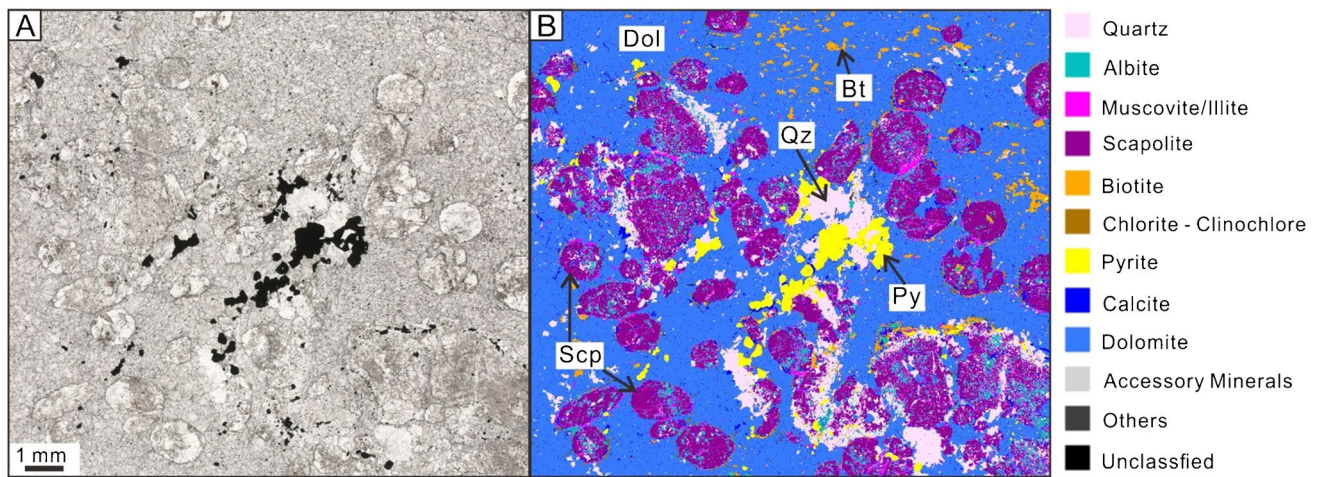 A
B
Dol
Bt
Qz
Py
Scp
1 mm
Quartz
Albite
Muscovite/Illite
Scapolite
Biotite
Chlorite - Clinochlore
Pyrite
Calcite
Dolomite
Accessory Minerals
Others
Unclassfied